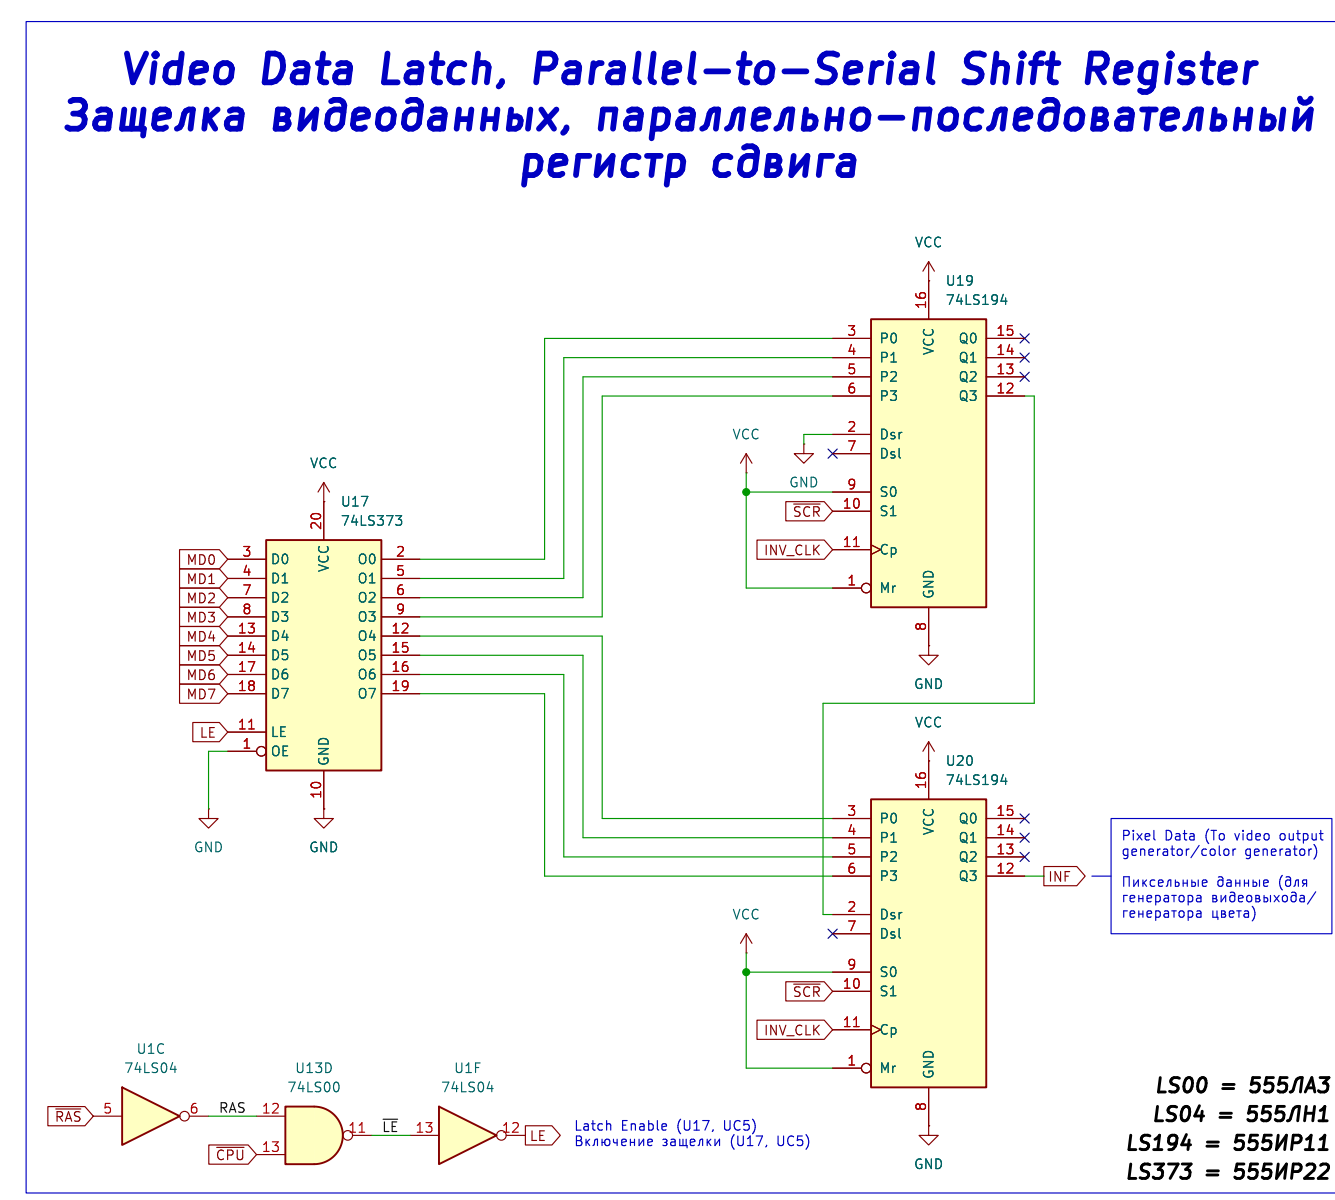 Video Data Latch, Parallel-to-Serial Shift Register
Защелка видеоданных, параллельно-последовательный
регистр сдвига
VCC
U19
74LS194
16
VCC
3 P0 Q0 15
4 P1 Q1 14
5 P2 Q2 13
6 P3 Q3 12
2 Dsr
7 Dsl
VCC
GND
9 S0
SCR 10 S1
INV_CLK 11 Cp
1 Mr
GND
8
GND
VCC
U17
74LS373
20
VCC
MD0 3 D0 O0 2
MD1 4 D1 O1 5
MD2 7 D2 O2 6
MD3 8 D3 O3 9
MD4 13 D4 O4 12
MD5 14 D5 O5 15
MD6 17 D6 O6 16
MD7 18 D7 O7 19
LE 11 LE
1 OE
GND
10
GND
GND
VCC
U20
74LS194
16
VCC
3 P0 Q0 15
4 P1 Q1 14
5 P2 Q2 13
6 P3 Q3 12
INF
2 Dsr
7 Dsl
VCC
9 S0
SCR 10 S1
INV_CLK 11 Cp
1 Mr
GND
8
GND
Pixel Data (To video output
generator/color generator)
Пиксельные данные (для
генератора видеовыхода/
генератора цвета)
U1C
74LS04
RAS 5 6 RAS
U13D
74LS00
12
CPU 13
11 LE
U1F
74LS04
13 12 LE
Latch Enable (U17, UC5)
Включение защелки (U17, UC5)
LS00 = 555ЛА3
LS04 = 555ЛН1
LS194 = 555ИР11
LS373 = 555ИР22